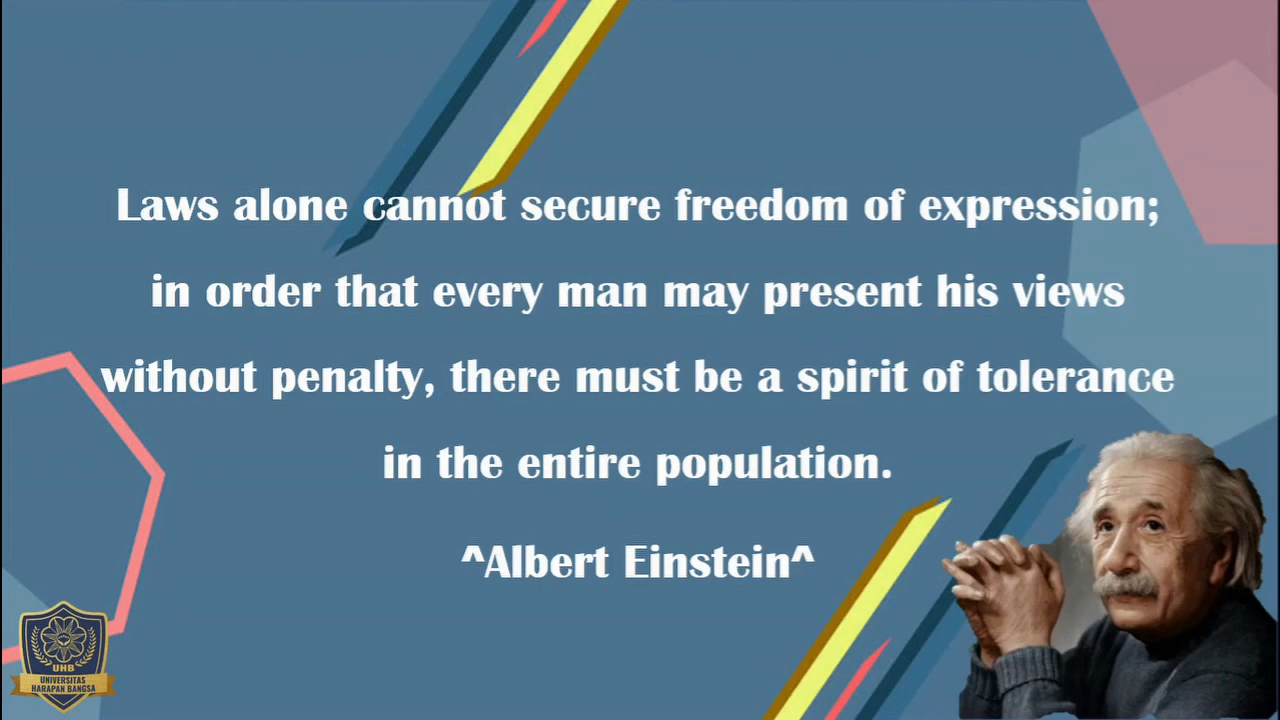 Laws alone cannot secure freedom of expression;
in order that every man may present his views
without penalty, there must be a spirit of tolerance
in the entire population.
^Albert Einstein^
UHB
UNIVERSITAS
HARAPAN BANGSA